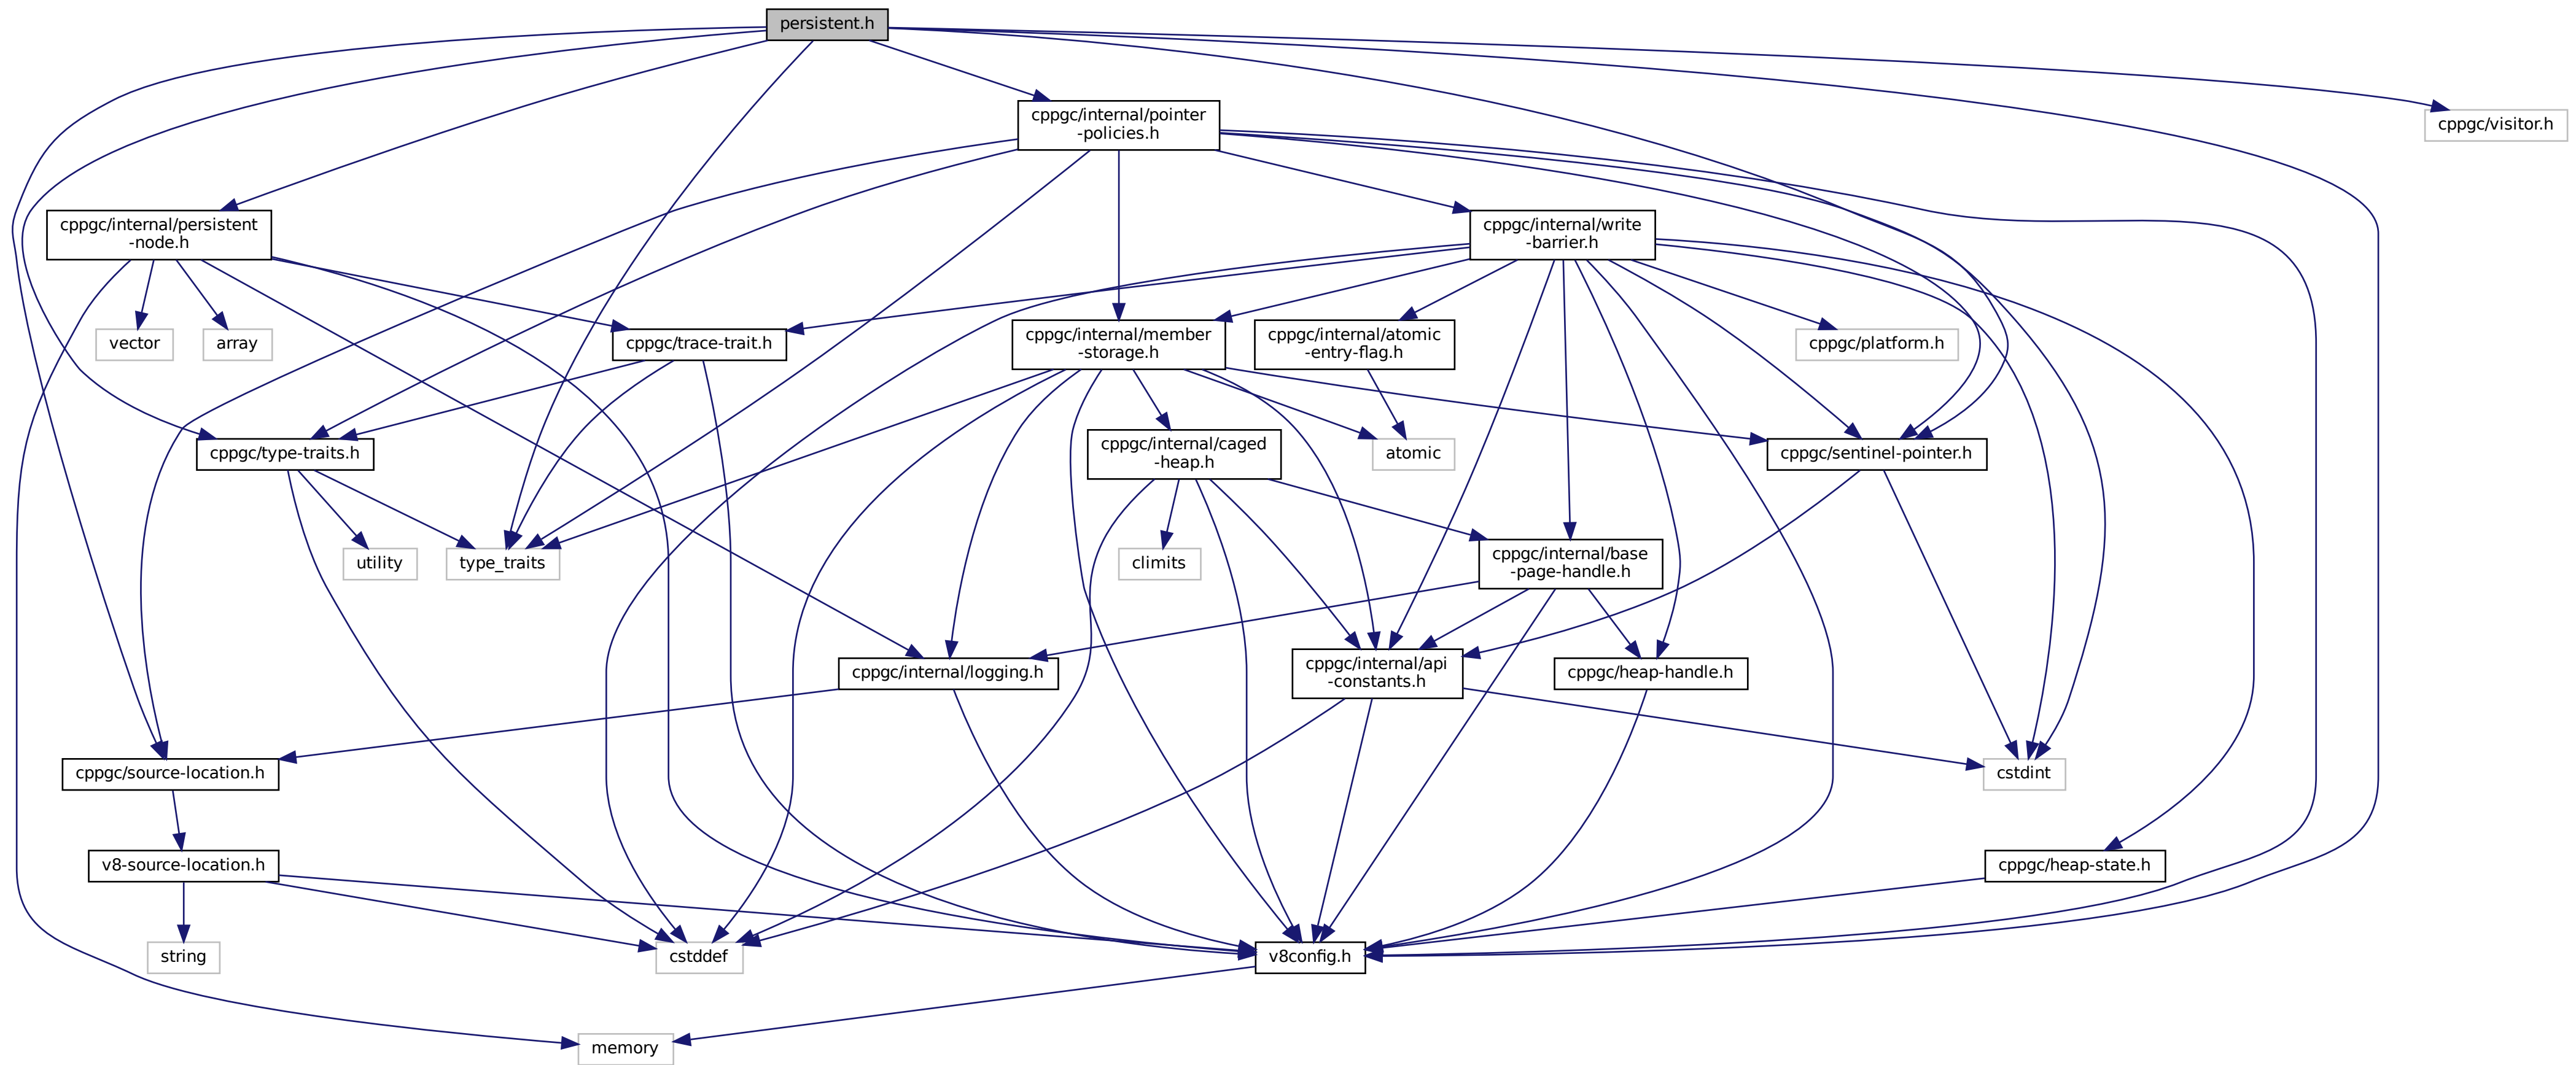 persistent.h
cppgc/internal/pointer
-policies.h
cppgc/visitor.h
cppgc/internal/persistent
-node.h
cppgc/internal/write
-barrier.h
vector
array
cppgc/trace-trait.h
cppgc/internal/member
-storage.h
cppgc/internal/atomic
-entry-flag.h
cppgc/platform.h
cppgc/type-traits.h
cppgc/internal/caged
-heap.h
atomic
cppgc/sentinel-pointer.h
utility
type_traits
climits
cppgc/internal/base
-page-handle.h
cppgc/internal/logging.h
cppgc/internal/api
-constants.h
cppgc/heap-handle.h
cppgc/source-location.h
cstdint
v8-source-location.h
cppgc/heap-state.h
string
cstddef
v8config.h
memory